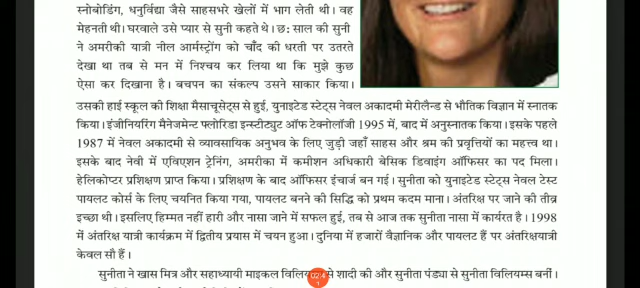 स्नोबोडिंग, धनुर्विद्या जैसे साहसभरे खेलों में भाग लेती थी। वह
मेहनती थी। घरवाले उसे प्यार से सुनी कहते थे। छः साल की सुनी
ने अमरीकी यात्री नील आर्मस्ट्रोंग को चाँद की धरती पर उतरते
देखा था तब से मन में निश्चय कर लिया था कि मुझे कुछ
ऐसा कर दिखाना है। बचपन का संकल्प उसने साकार किया।
उसकी हाई स्कूल की शिक्षा मैसाचूसेट्स से हुई, युनाइटेड स्टेट्स नेवल अकादमी मेरीलैन्ड से भौतिक विज्ञान में स्नातक
किया। इंजीनियरिंग मैनेजमेन्ट फ्लोरिडा इन्स्टीट्युट ऑफ टेक्नोलॉजी 1995 में, बाद में अनुस्नातक किया। इसके पहले
1987 में नेवल अकादमी से व्यावसायिक अनुभव के लिए जुड़ी जहाँ साहस और श्रम की प्रवृत्तियों का महत्त्व था।
इसके बाद नेवी में एविएशन ट्रेनिंग, अमरीका में कमीशन अधिकारी बेसिक डिवाइंग ऑफिसर का पद मिला।
हेलिकोप्टर प्रशिक्षण प्राप्त किया। प्रशिक्षण के बाद ऑफिसर इंचार्ज बन गई। सुनीता को युनाइटेड स्टेट्स नेवल टेस्ट
पायलट कोर्स के लिए चयनित किया गया, पायलट बनने की सिद्धि को प्रथम कदम माना। अंतरिक्ष पर जाने की तीव्र
इच्छा थी। इसलिए हिम्मत नहीं हारी और नासा जाने में सफल हुई, तब से आज तक सुनीता नासा में कार्यरत है। 1998
में अंतरिक्ष यात्री कार्यक्रम में द्वितीय प्रयास में चयन हुआ। दुनिया में हजारों वैज्ञानिक और पायलट हैं पर अंतरिक्षयात्री
केवल सौ हैं।
सुनीता ने खास मित्र और सहाध्यायी माइकल से शादी की और सुनीता पंड्या से सुनीता विलियम्स बनीं।